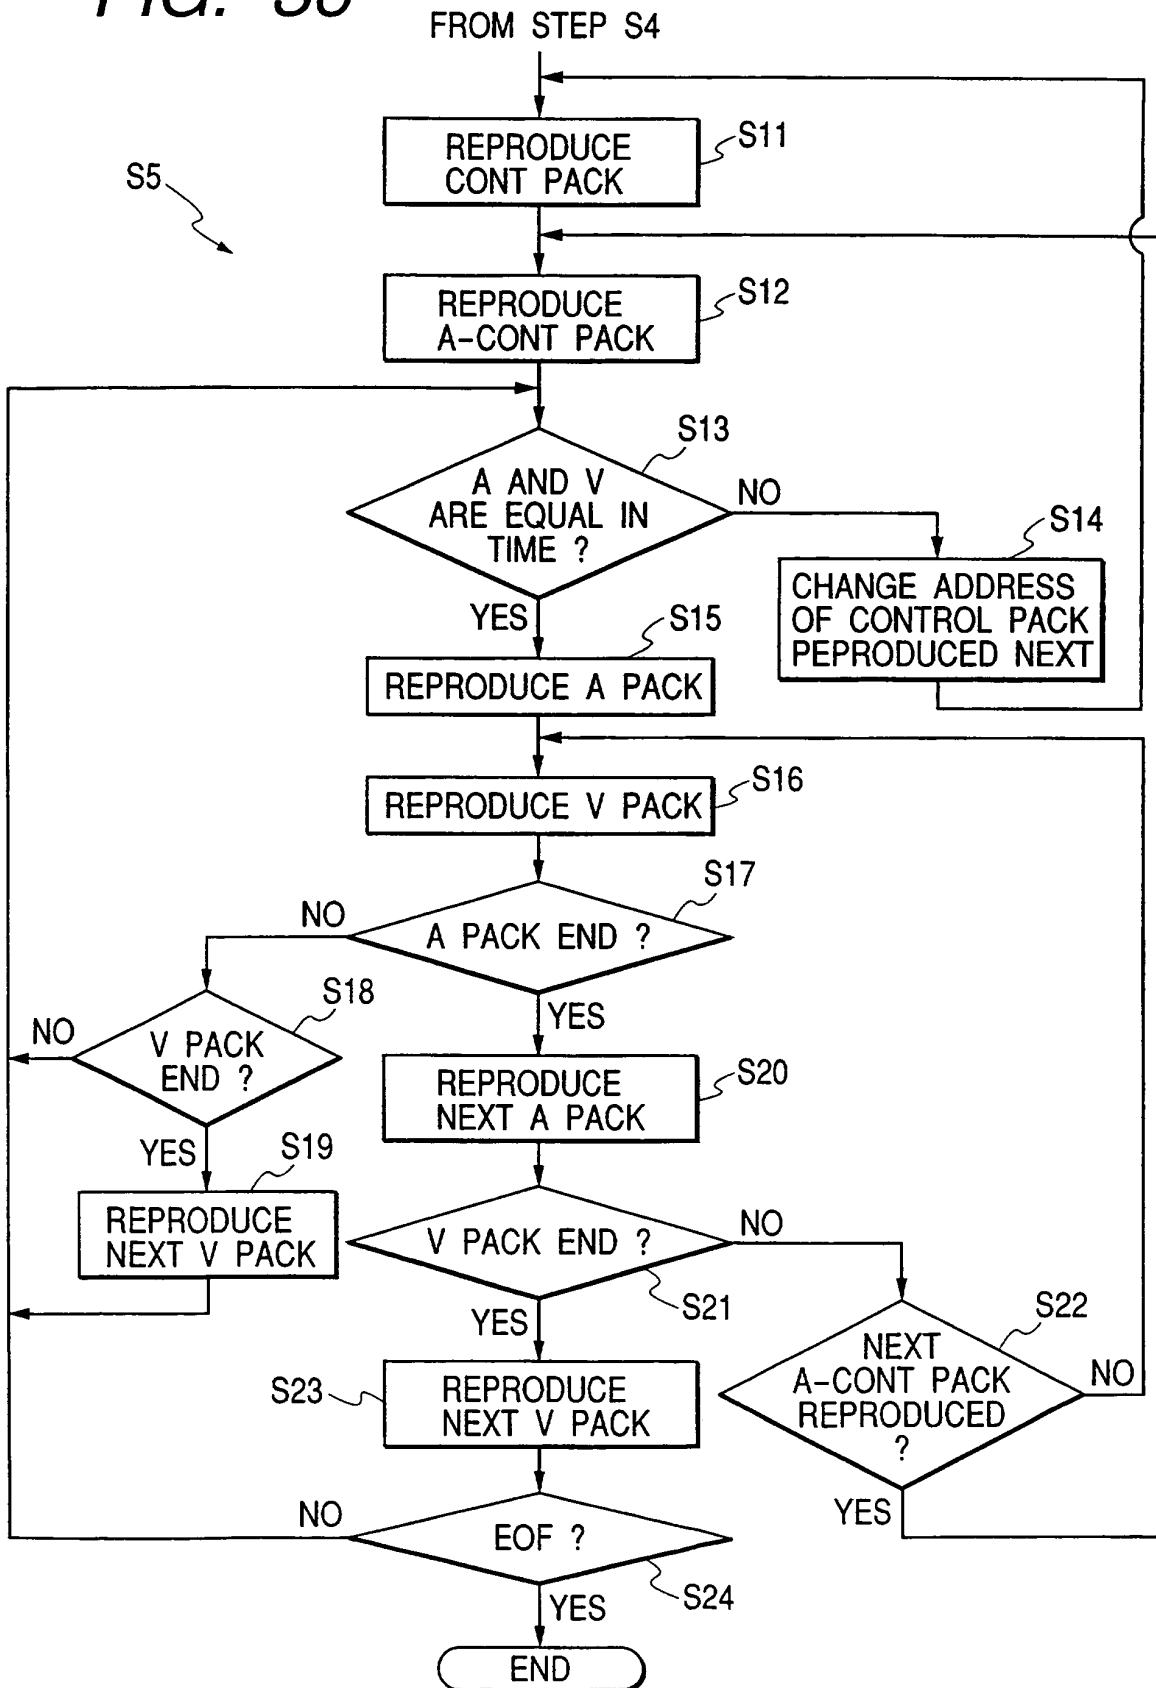 FROM STEP S4
REPRODUCE
CONT PACK
S11
S5
REPRODUCE
A-CONT PACK
S12
S13
A AND V
ARE EQUAL IN
TIME ?
NO
S14
CHANGE ADDRESS
OF CONTROL PACK
PEPRODUCED NEXT
YES
S15
REPRODUCE A PACK
REPRODUCE V PACK
S16
S17
A PACK END ?
NO
YES
S18
V PACK
END ?
NO
YES
S19
REPRODUCE
NEXT V PACK
REPRODUCE
NEXT A PACK
S20
V PACK END ?
NO
S21
YES
S22
NEXT
A-CONT PACK
REPRODUCED
?
NO
YES
S23
REPRODUCE
NEXT V PACK
EOF ?
NO
S24
YES
END